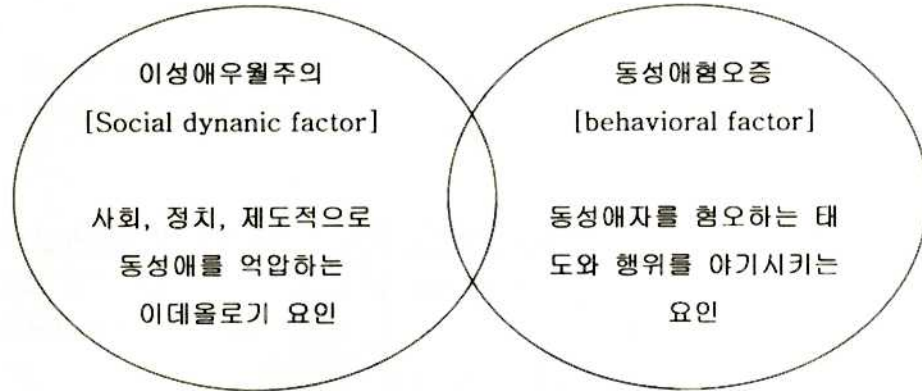 이성애우월주의
[Social dynanic factor]
사회, 정치, 제도적으로
동성애를 억압하는
이데올로기 요인
동성애혐오증
[behavioral factor]
동성애자를 혐오하는 태
도와 행위를 야기시키는
요인